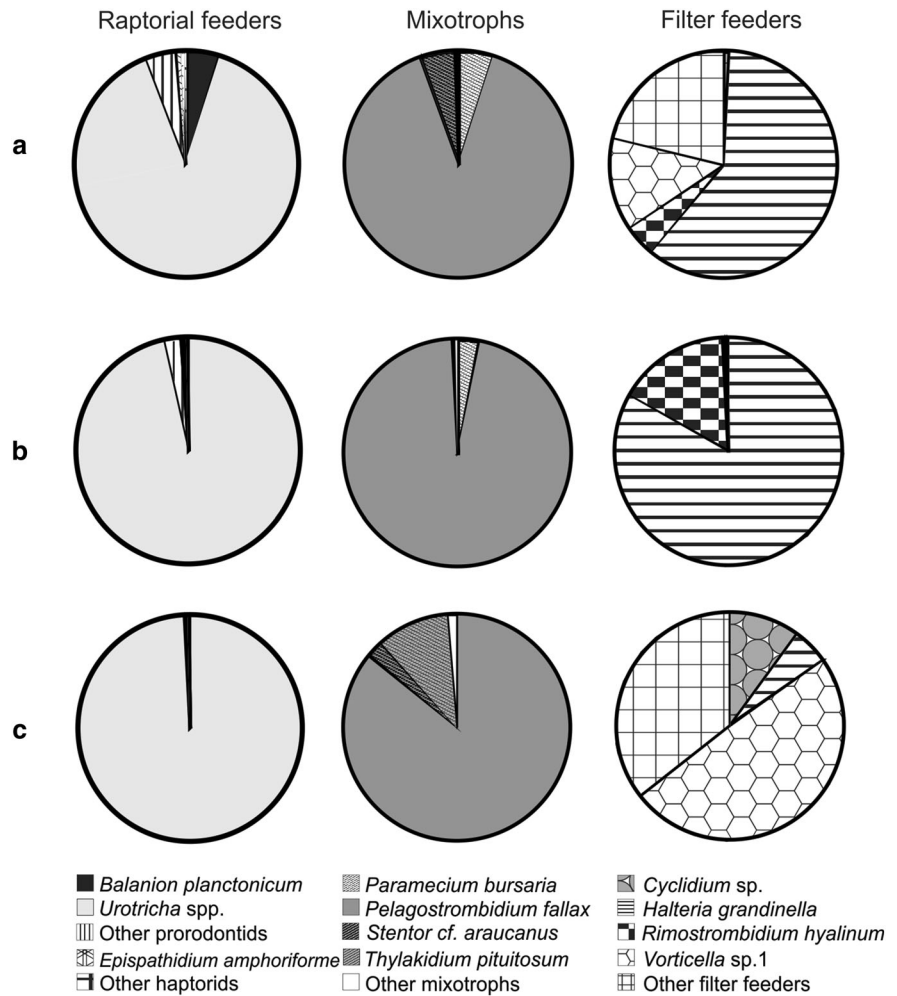 Raptorial feeders Mixotrophs Filter feeders
a
b
c
Balanion planctonicum
Urotricha spp.
Other prorodontids
Epispathidium amphoriforme
Other haptorids
Paramecium bursaria
Pelagostrombidium fallax
Stentor cf. araucanus
Thylakidium pituitosum
Other mixotrophs
Cyclidium sp.
Halteria grandinella
Rimostrombidium hyalinum
Vorticella sp.1
Other filter feeders